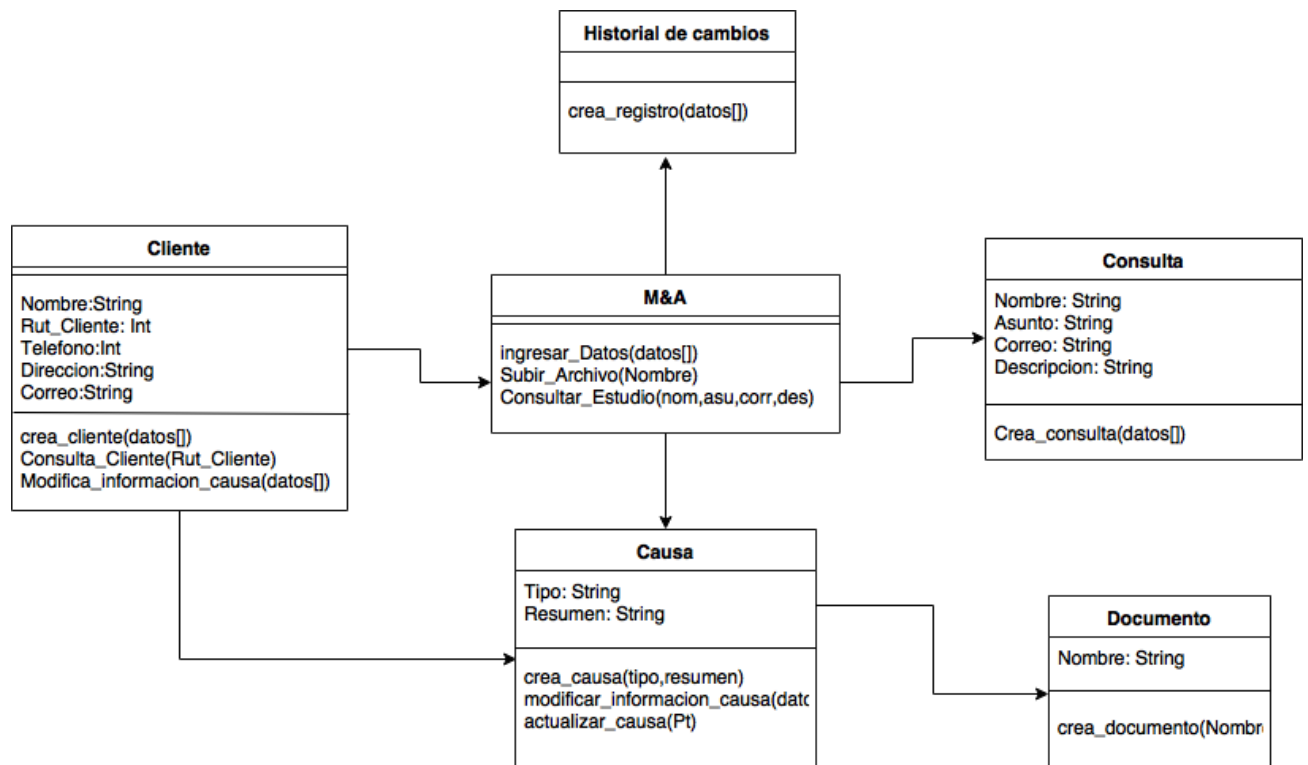 Historial de cambios
crea_registro(datos[])
Cliente
Nombre:String
Rut_Cliente: Int
Telefono:Int
Direccion:String
Correo:String
crea_cliente(datos[])
Consulta_Cliente(Rut_Cliente)
Modifica_informacion_causa(datos[])
M&A
ingresar_Datos(datos[])
Subir_Archivo(Nombre)
Consultar_Estudio(nom,asu,corr,des)
Consulta
Nombre: String
Asunto: String
Correo: String
Descripcion: String
Crea_consulta(datos[])
Causa
Tipo: String
Resumen: String
crea_causa(tipo,resumen)
modificar_informacion_causa(datc
actualizar_causa(Pt)
Documento
Nombre: String
crea_documento(Nombr